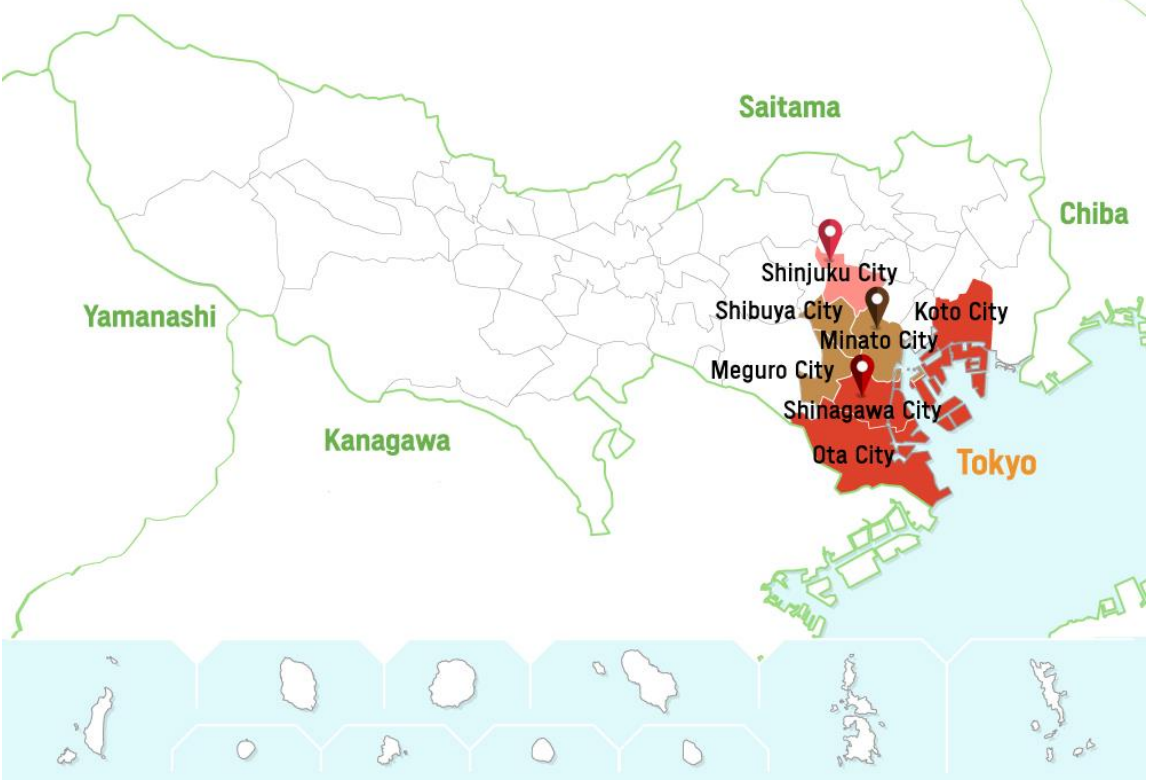 Saitama
Chiba
Shinjuku City
Shibuya City
Koto City
Yamanashi
Minato City
Meguro City
Shinagawa City
Kanagawa
Ota City
Tokyo